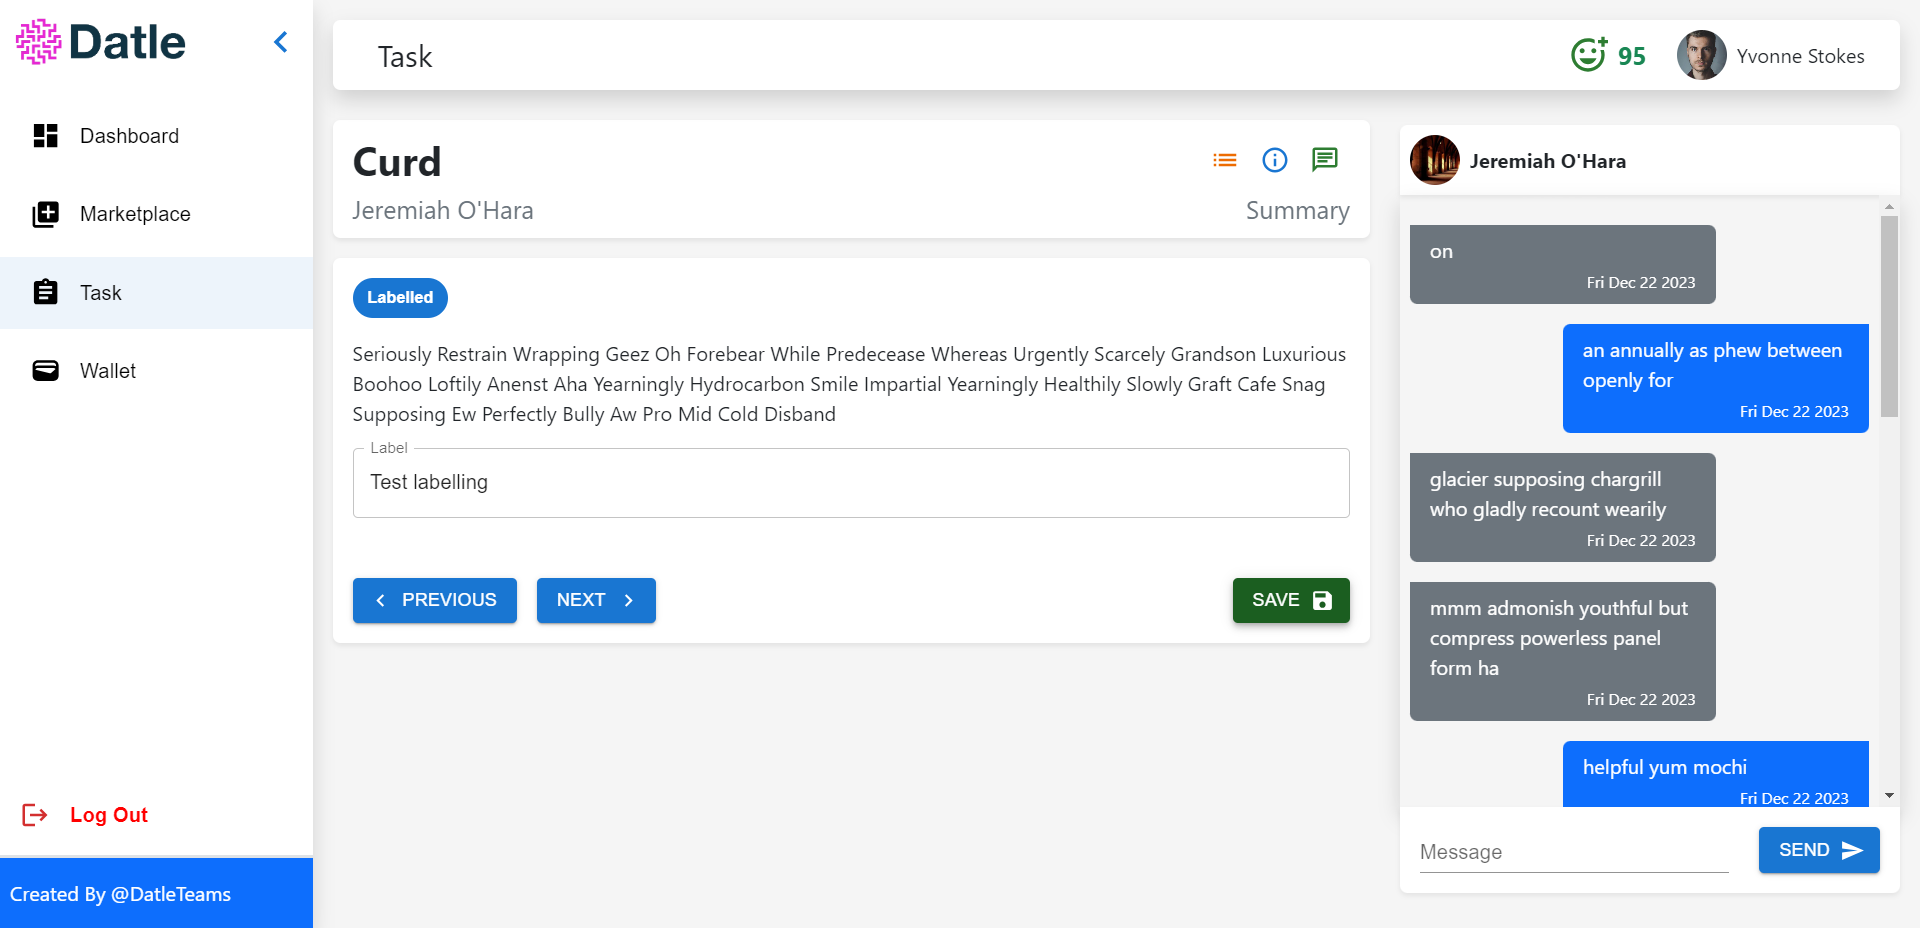 Datle
Dashboard
Marketplace
Task
Wallet
Log Out
Created By @DatleTeams
Task
95
Yvonne Stokes
Curd
Jeremiah O'Hara
Summary
Labelled
Seriously Restrain Wrapping Geez Oh Forebear While Predecease Whereas Urgently Scarcely Grandson Luxurious
Boohoo Loftily Anenst Aha Yearningly Hydrocarbon Smile Impartial Yearningly Healthily Slowly Graft Cafe Snag
Supposing Ew Perfectly Bully Aw Pro Mid Cold Disband
Label
Test labelling
PREVIOUS
NEXT
SAVE
Jeremiah O'Hara
on
Fri Dec 22 2023
an annually as phew between
openly for
Fri Dec 22 2023
glacier supposing chargrill
who gladly recount wearily
Fri Dec 22 2023
mmm admonish youthful but
compress powerless panel
form ha
Fri Dec 22 2023
helpful yum mochi
Fri Dec 22 2023
Message
SEND